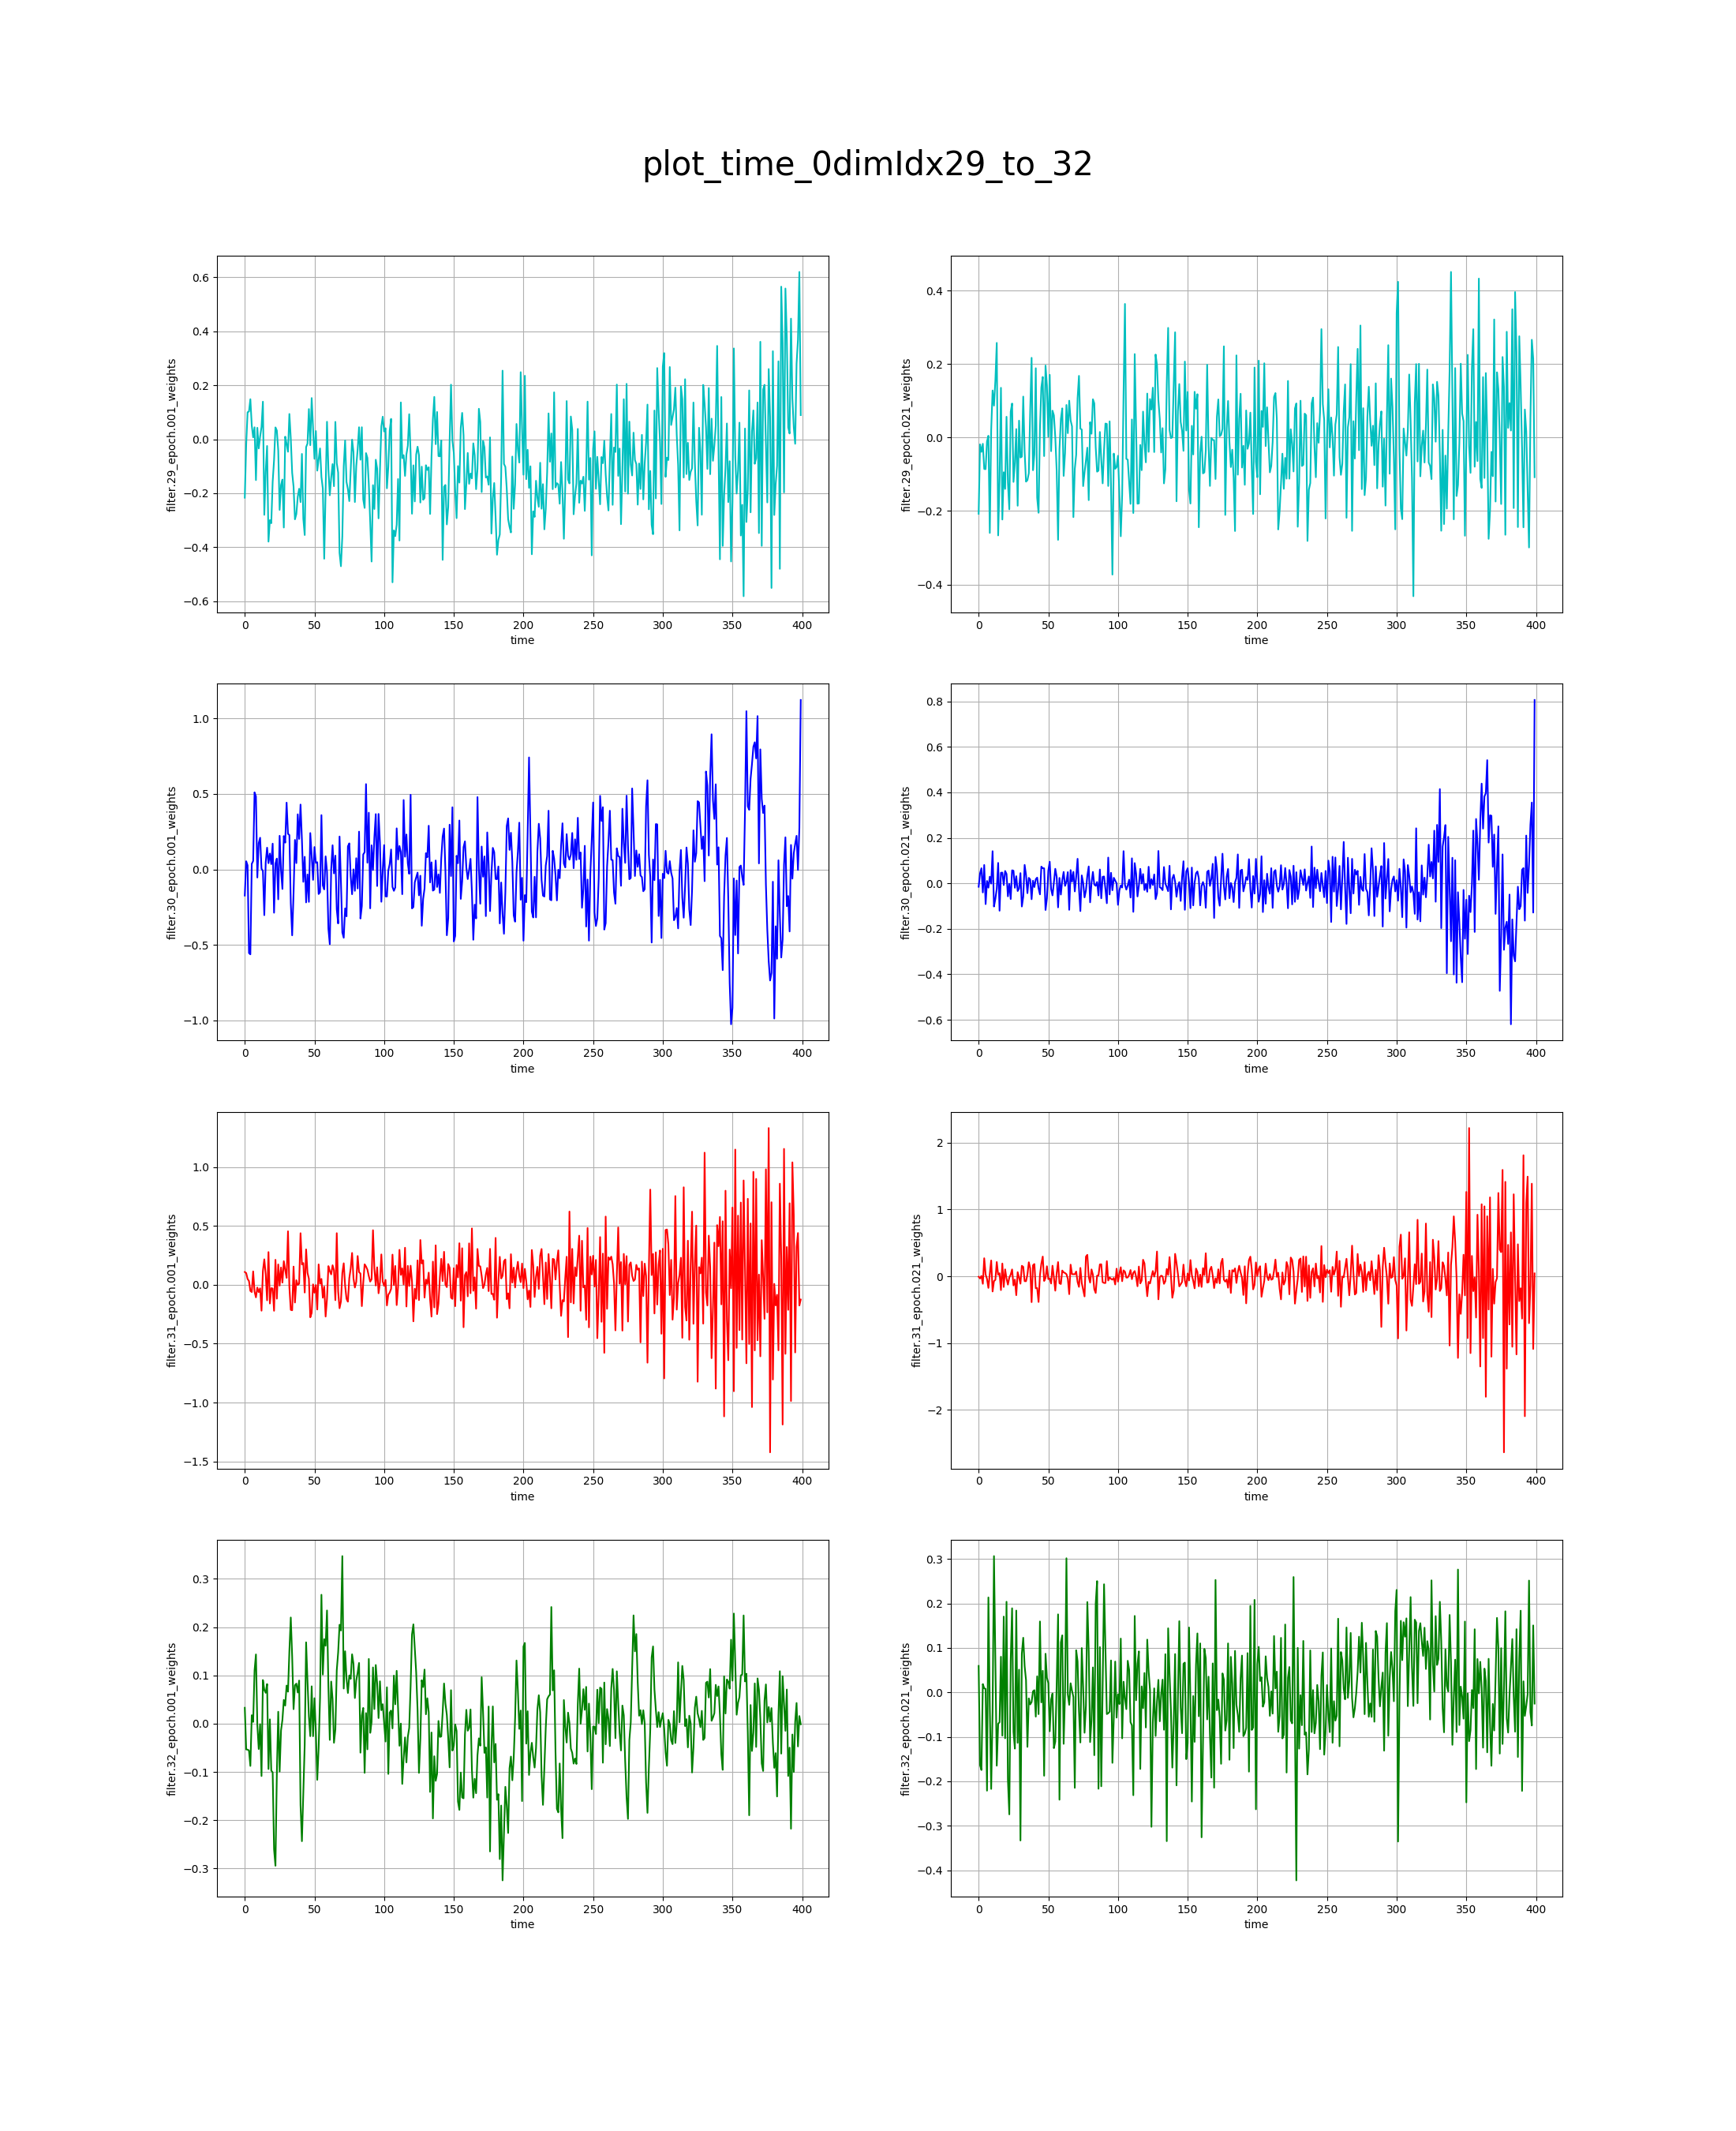 plot_time_0dimIdx29_to_32
filter.29_epoch.001_weights
0.6
0.4
0.2
0.0
−0.2
−0.4
−0.6
0 50 100 150 200 250 300 350 400
time
filter.29_epoch.021_weights
0.4
0.2
0.0
−0.2
−0.4
0 50 100 150 200 250 300 350 400
time
filter.30_epoch.001_weights
1.0
0.5
0.0
−0.5
−1.0
0 50 100 150 200 250 300 350 400
time
filter.30_epoch.021_weights
0.8
0.6
0.4
0.2
0.0
−0.2
−0.4
−0.6
0 50 100 150 200 250 300 350 400
time
filter.31_epoch.001_weights
1.0
0.5
0.0
−0.5
−1.0
−1.5
0 50 100 150 200 250 300 350 400
time
filter.31_epoch.021_weights
2
1
0
−1
−2
0 50 100 150 200 250 300 350 400
time
filter.32_epoch.001_weights
0.3
0.2
0.1
0.0
−0.1
−0.2
−0.3
0 50 100 150 200 250 300 350 400
time
filter.32_epoch.021_weights
0.3
0.2
0.1
0.0
−0.1
−0.2
−0.3
−0.4
0 50 100 150 200 250 300 350 400
time